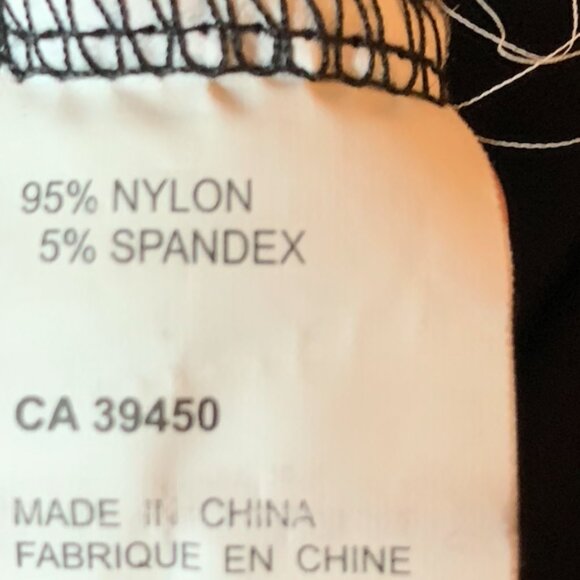 95% NYLON
5% SPANDEX
CA 39450
MADE IN CHINA
FABRIQUE EN CHINE